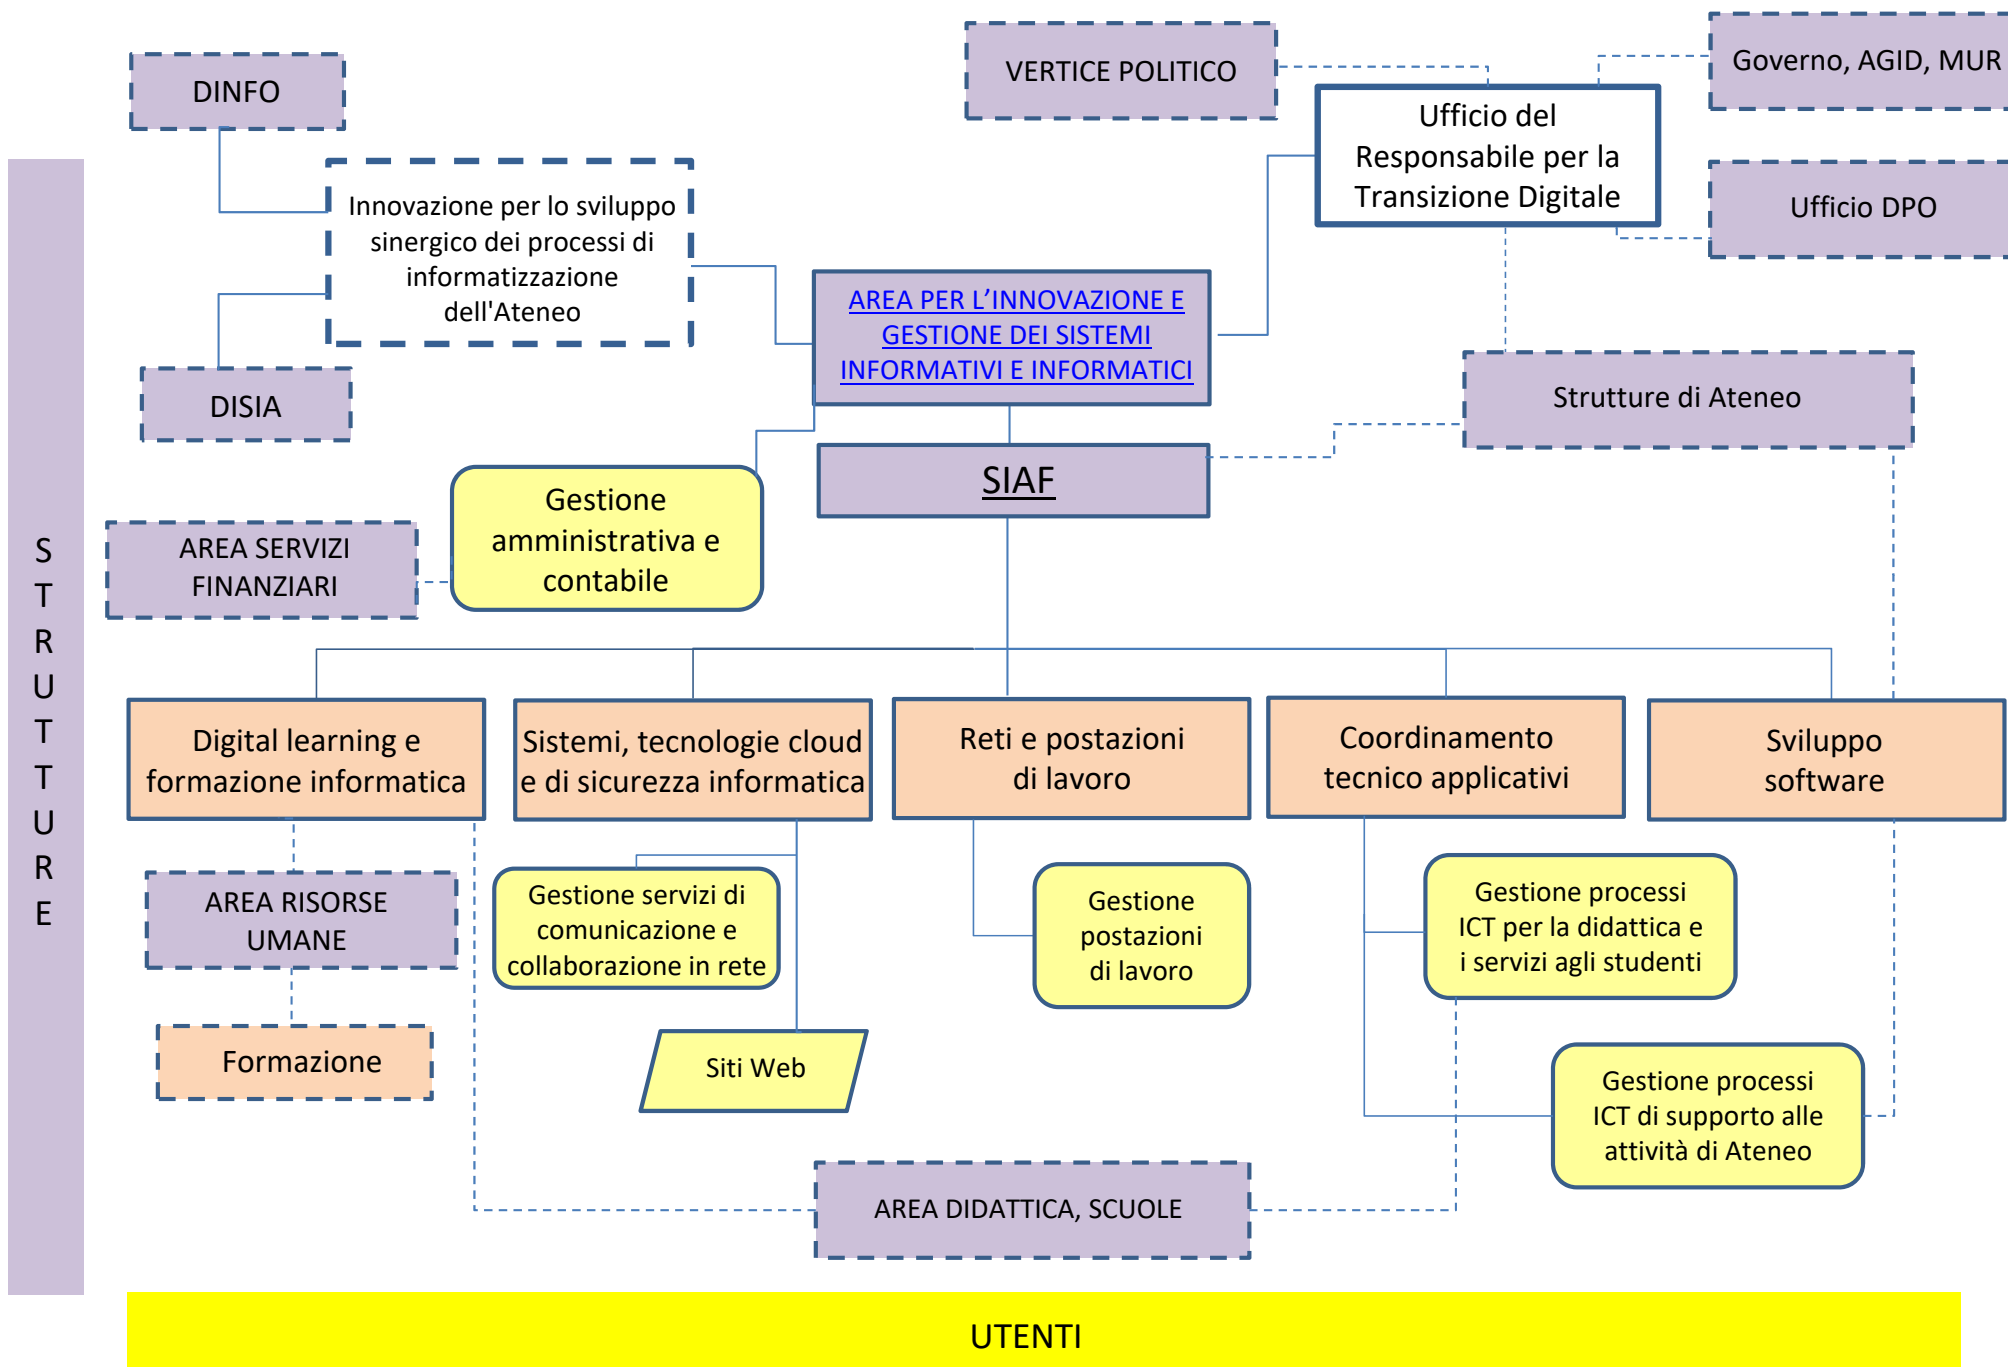 DINFO
VERTICE POLITICO
Governo, AGID, MUR
Ufficio del
Responsabile per la
Transizione Digitale
Ufficio DPO
Innovazione per lo sviluppo
sinergico dei processi di
informatizzazione
dell'Ateneo
AREA PER L’INNOVAZIONE E
GESTIONE DEI SISTEMI
INFORMATIVI E INFORMATICI
DISIA
Strutture di Ateneo
SIAF
Gestione
amministrativa e
contabile
AREA SERVIZI
FINANZIARI
S
T
R
U
T
T
U
R
E
Digital learning e
formazione informatica
Sistemi, tecnologie cloud
e di sicurezza informatica
Reti e postazioni
di lavoro
Coordinamento
tecnico applicativi
Sviluppo
software
AREA RISORSE
UMANE
Gestione servizi di
comunicazione e
collaborazione in rete
Gestione
postazioni
di lavoro
Gestione processi
ICT per la didattica e
i servizi agli studenti
Formazione
Siti Web
Gestione processi
ICT di supporto alle
attività di Ateneo
AREA DIDATTICA, SCUOLE
UTENTI